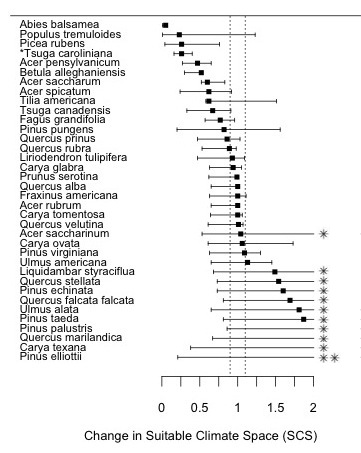 Abies balsamea
Populus tremuloides
Picea rubens
*Tsuga caroliniana
Acer pensylvanicum
Betula alleghaniensis
Acer saccharum
Acer spicatum
Tilia americana
Tsuga canadensis
Fagus grandifolia
Pinus pungens
Quercus prinus
Quercus rubra
Liriodendron tulipifera
Carya glabra
Prunus serotina
Quercus alba
Fraxinus americana
Acer rubrum
Carya tomentosa
Quercus velutina
Acer saccharinum
Carya ovata
Pinus virginiana
Ulmus americana
Liquidambar styraciflua
Quercus stellata
Pinus echinata
Quercus falcata falcata
Ulmus alata
Pinus taeda
Pinus palustris
Quercus marilandica
Carya texana
Pinus elliottii
0 0.5 1 1.5 2
Change in Suitable Climate Space (SCS)